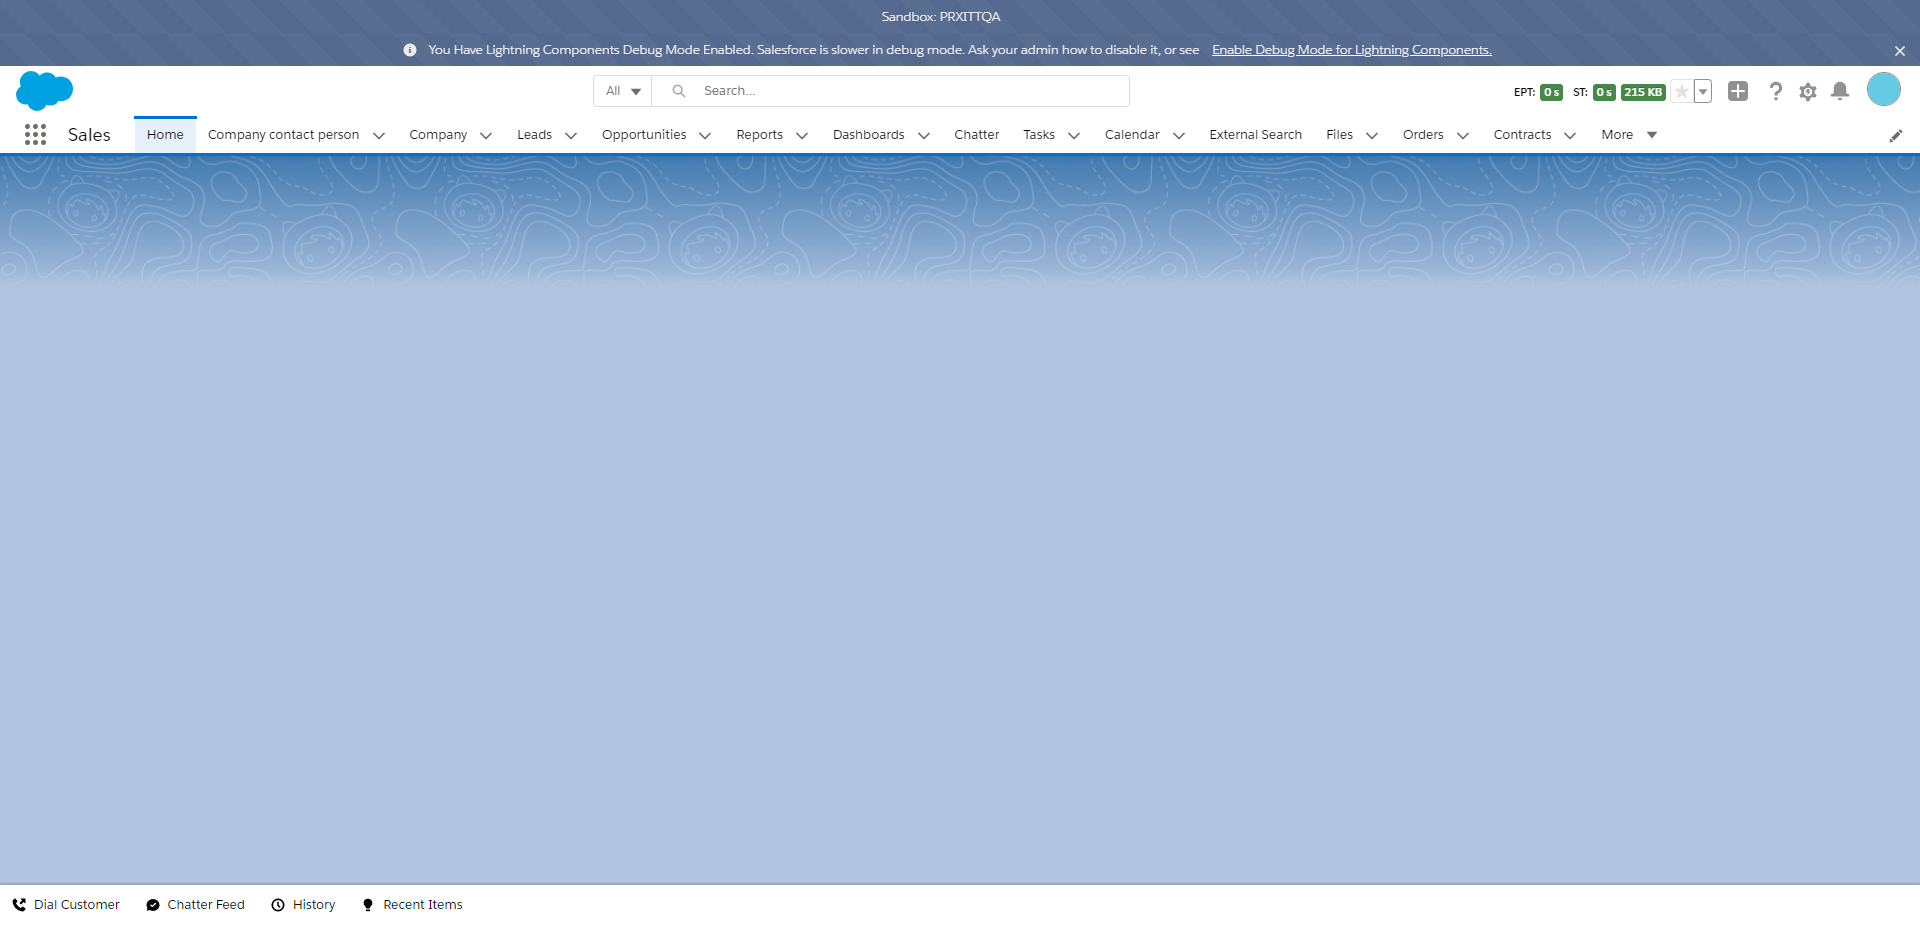 Sandbox: PRXITTQA
You Have Lightning Components Debug Mode Enabled. Salesforce is slower in debug mode. Ask your admin how to disable it, or see Enable Debug Mode for Lightning Components.
All Search... EPT: 0 s ST: 0 s 215 KB
Sales Home Company contact person Company Leads Opportunities Reports Dashboards Chatter Tasks Calendar External Search Files Orders Contracts More
Dial Customer Chatter Feed History Recent Items